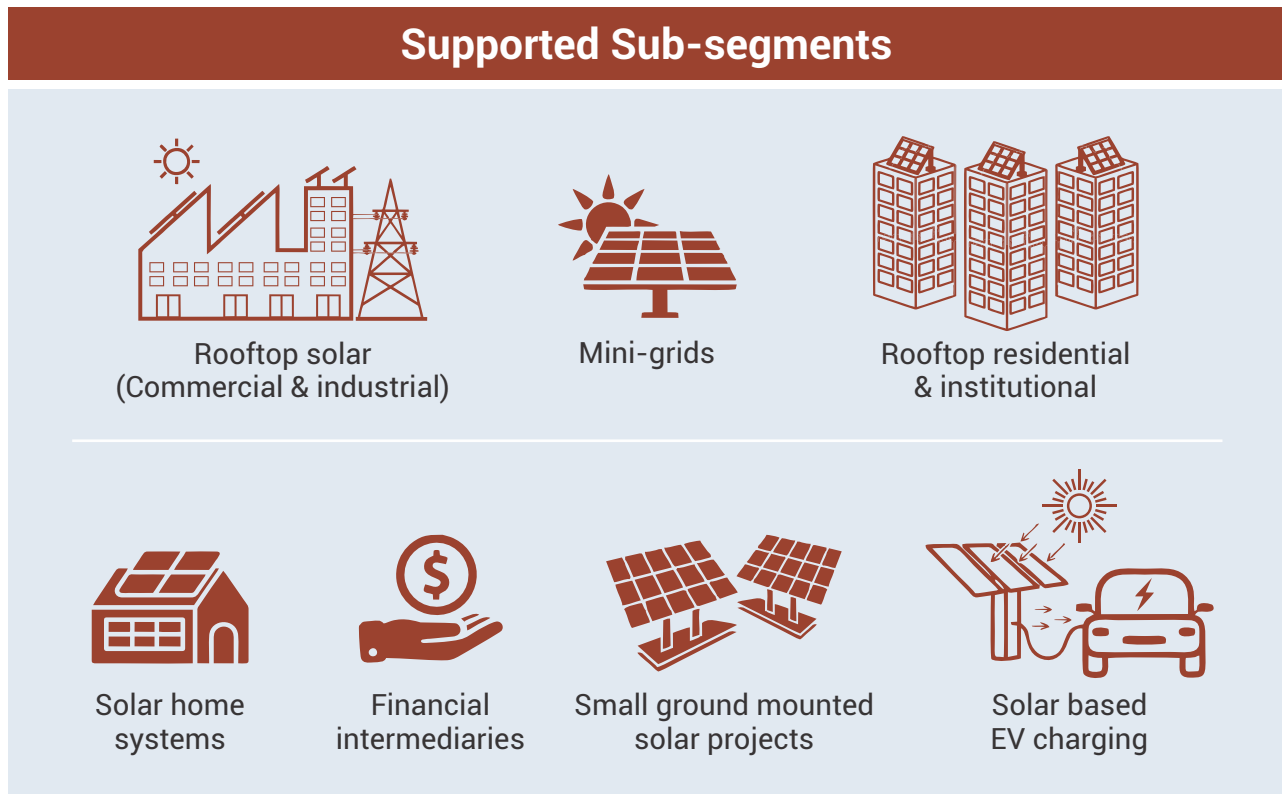 Supported Sub-segments
Rooftop solar
(Commercial & industrial)
Mini-grids
Rooftop residential
& institutional
Solar home
systems
$
Financial
intermediaries
Small ground mounted
solar projects
Solar based
EV charging